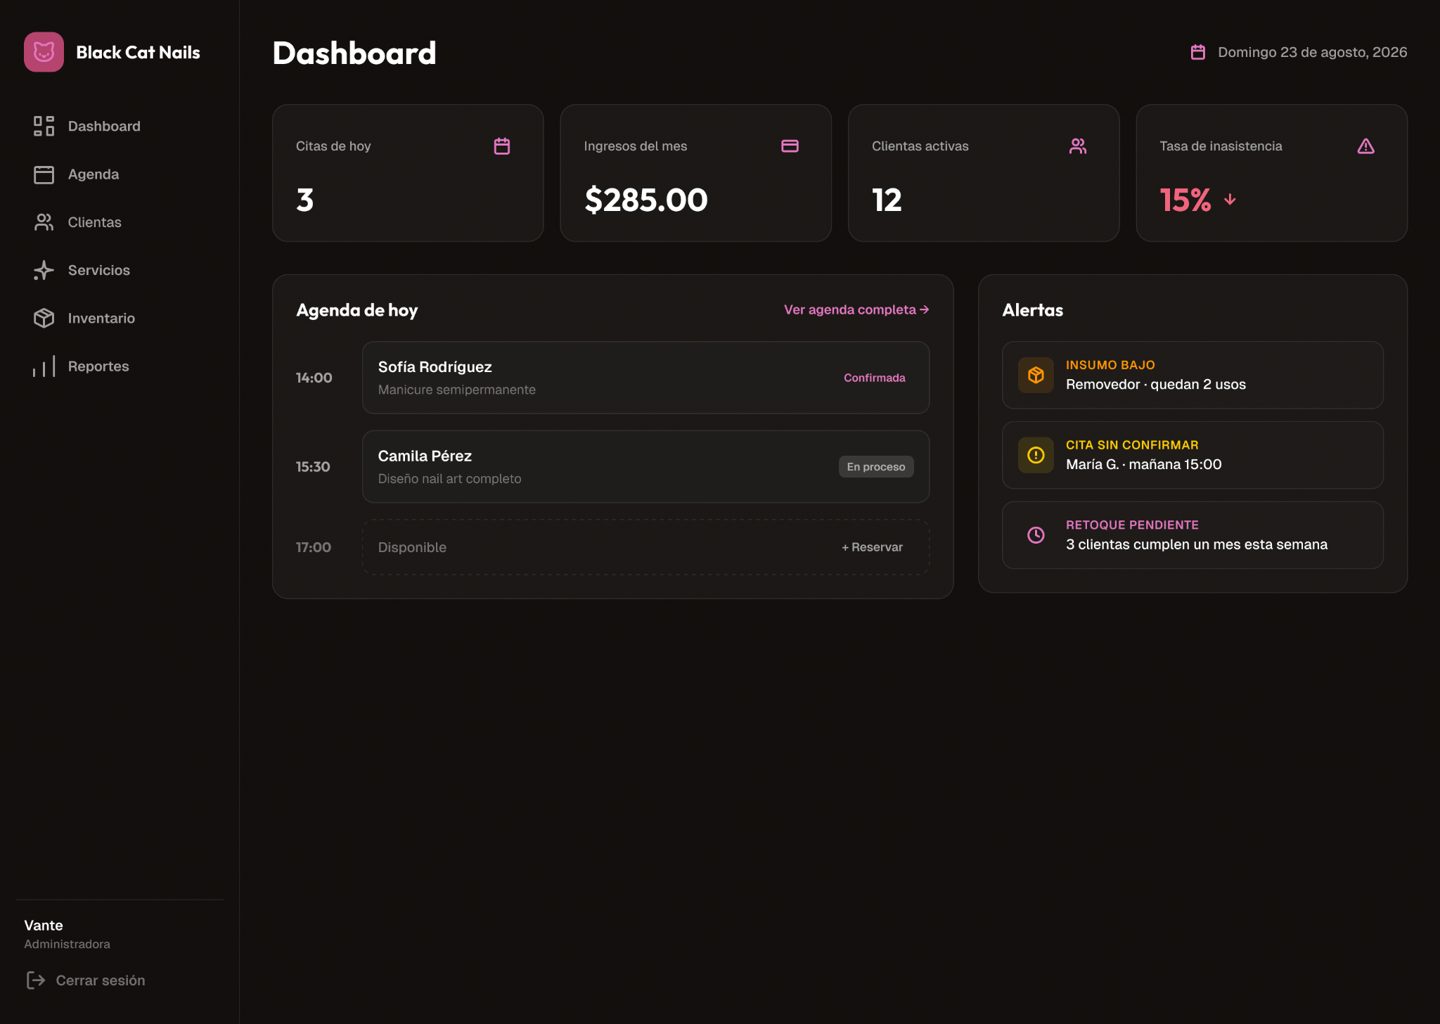 Black Cat Nails
Dashboard
Agenda
Clientas
Servicios
Inventario
Reportes
Vante
Administradora
Cerrar sesión
Dashboard
Domingo 23 de agosto, 2026
Citas de hoy
3
Ingresos del mes
$285.00
Clientas activas
12
Tasa de inasistencia
15% ↓
Agenda de hoy
Ver agenda completa →
14:00
Sofía Rodríguez
Manicure semipermanente
Confirmada
15:30
Camila Pérez
Diseño nail art completo
En proceso
17:00
Disponible
+ Reservar
Alertas
INSUMO BAJO
Removedor · quedan 2 usos
CITA SIN CONFIRMAR
María G. · mañana 15:00
RETOQUE PENDIENTE
3 clientas cumplen un mes esta semana